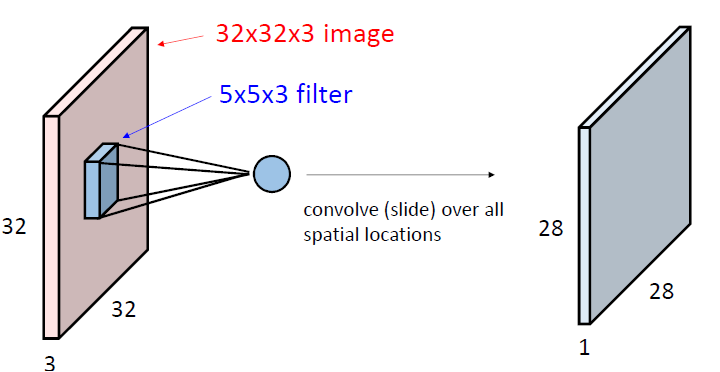 32x32x3 image
5x5x3 filter
32
32
3
convolve (slide) over all
spatial locations
28
28
1